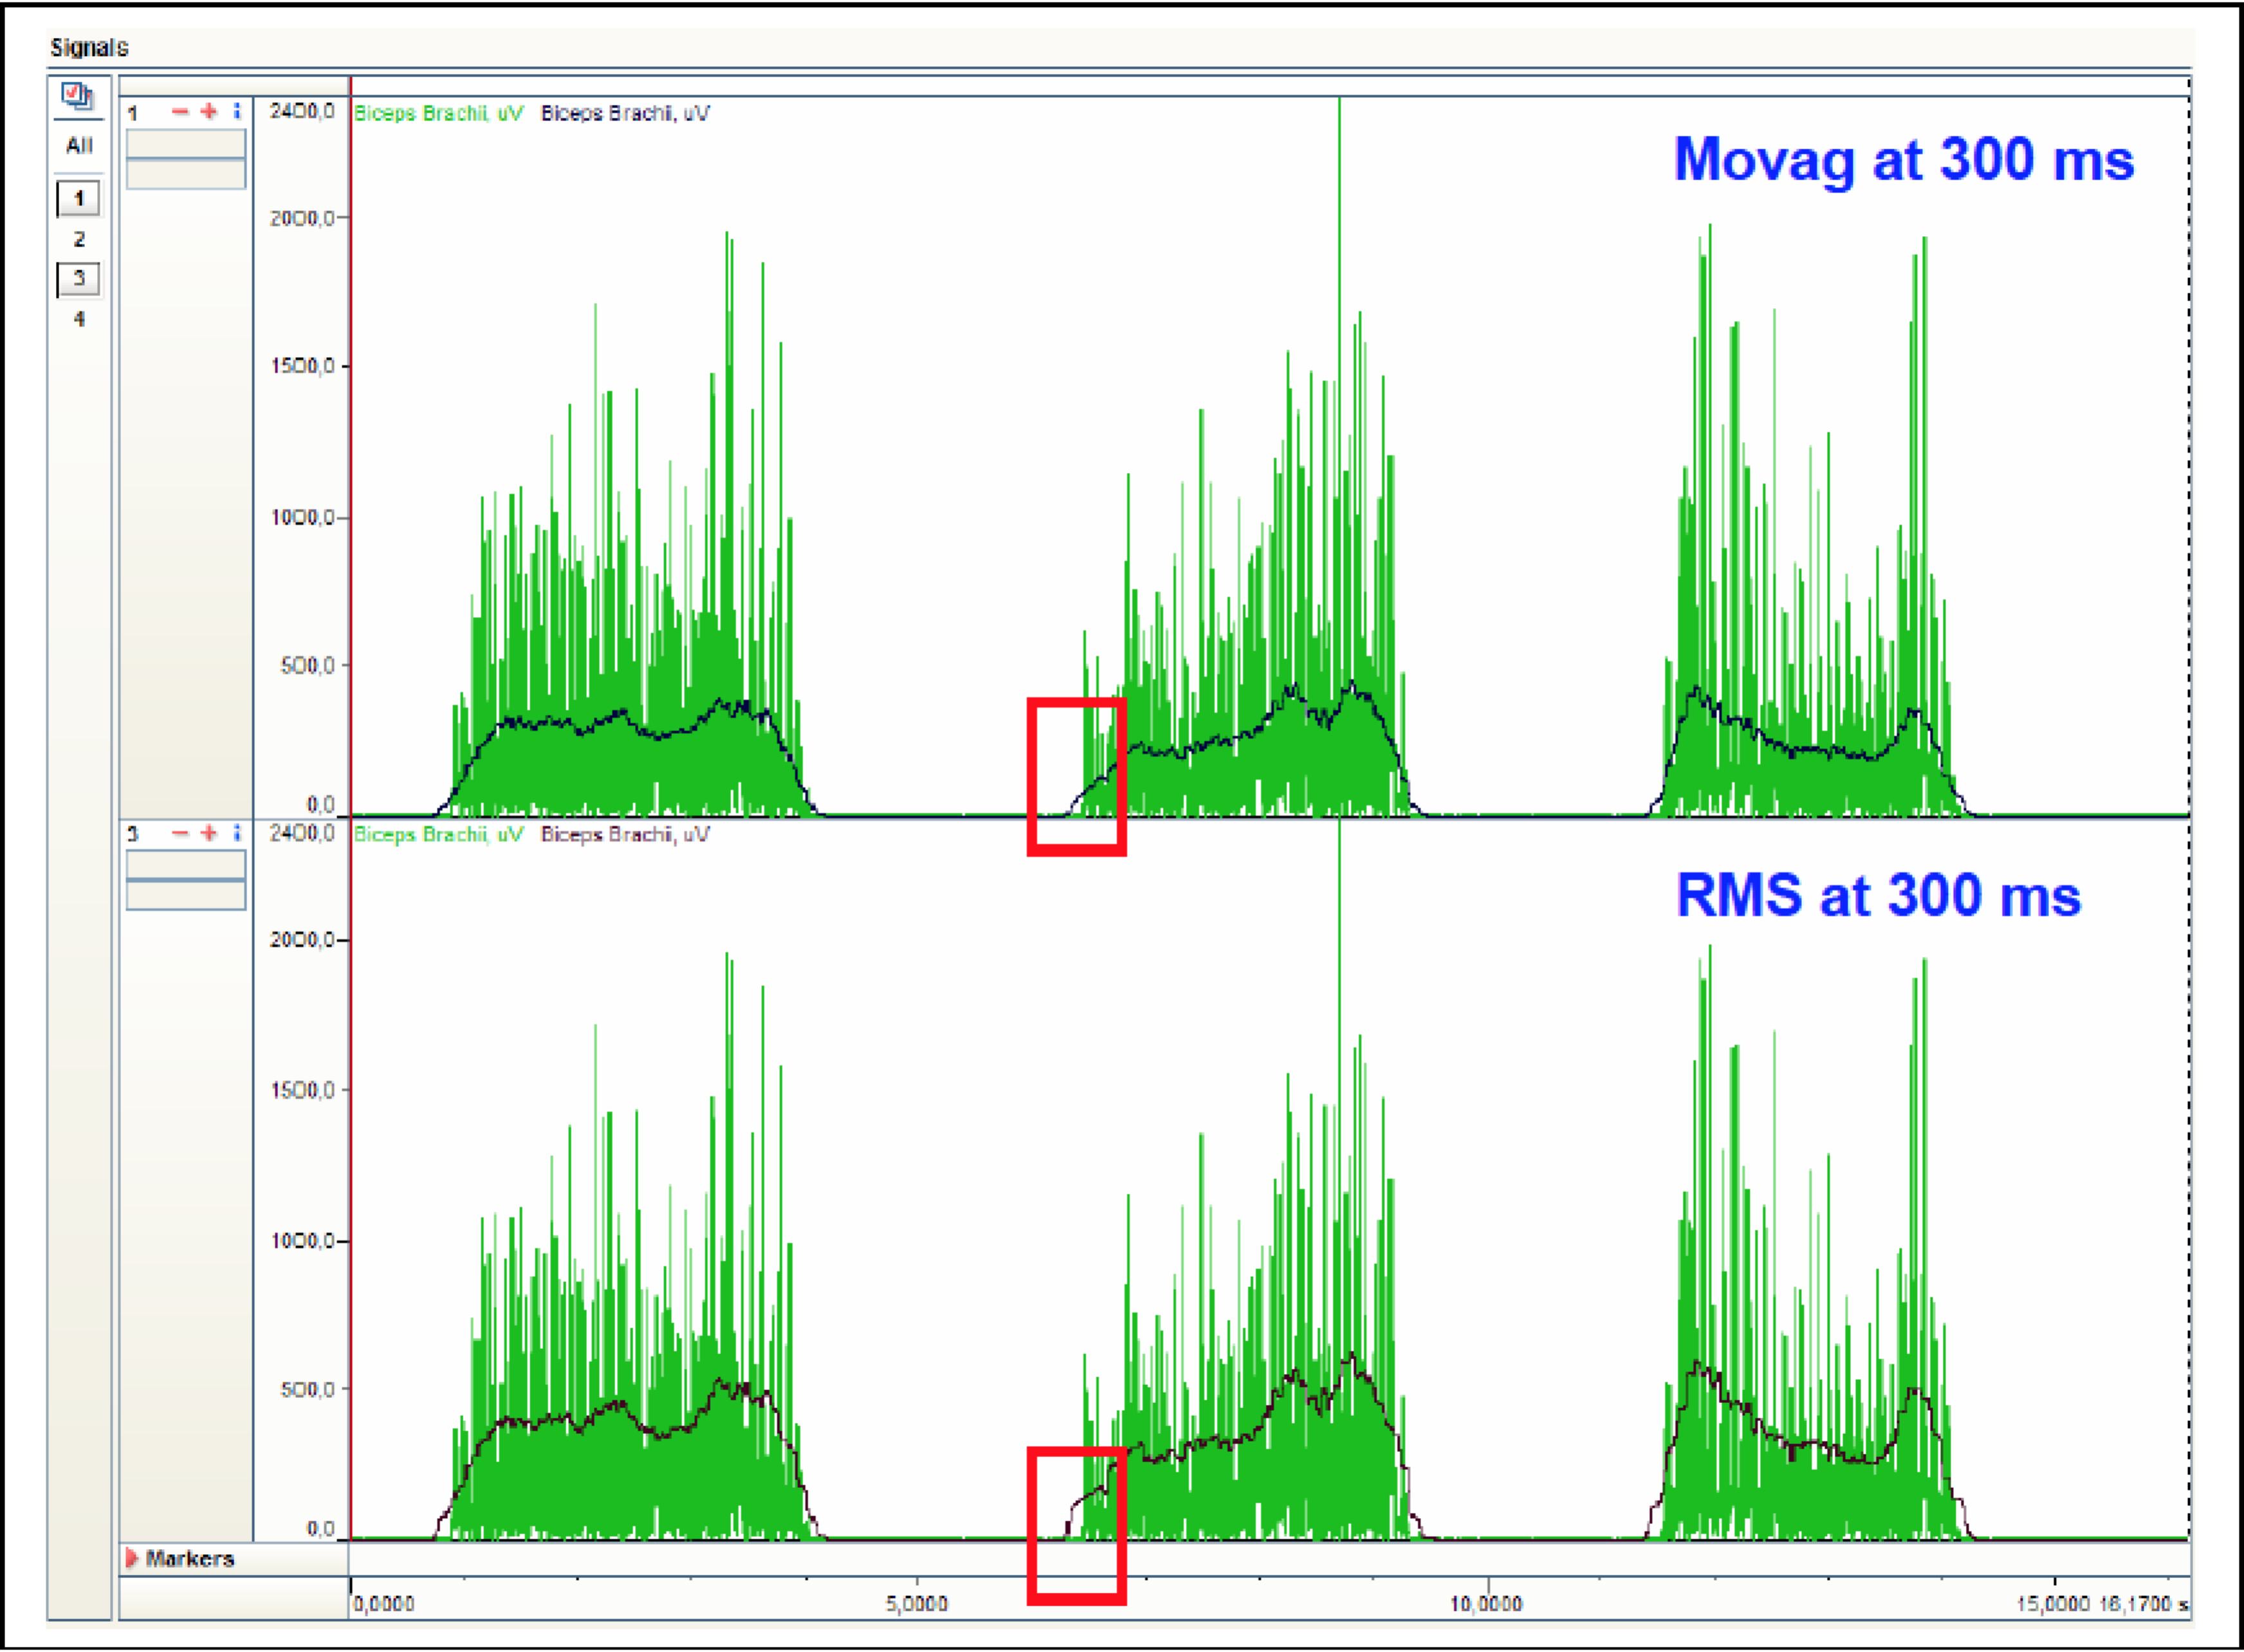 Signals
All
1
2
3
4
1 − + i
2400,0
Biceps Brachii, uV Biceps Brachii, uV
Movag at 300 ms
2000,0
1500,0
1000,0
500,0
0,0
3 − + i
2400,0
Biceps Brachii, uV Biceps Brachii, uV
RMS at 300 ms
2000,0
1500,0
1000,0
500,0
0,0
Markers
0,0000 5,0000 10,0000 15,0000 16,1700 s